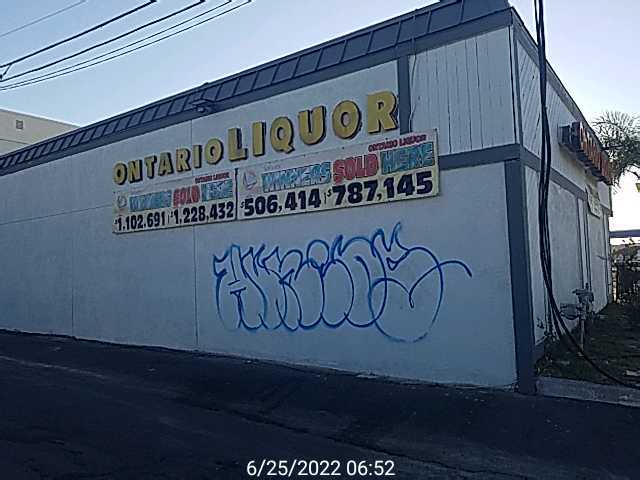 ONTARIO LIQUOR
ONTARIO LIQUOR
WINNERS SOLD HERE
$1,102,691 $1,228,432
ONTARIO LIQUOR
WINNERS SOLD HERE
$506,414 $787,145
6/25/2022 06:52